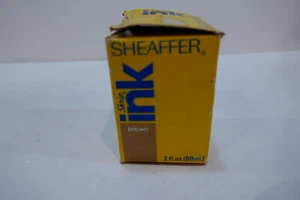 SHEAFFER®
Skrip
ink
brown
2 fl.oz.(60mL)